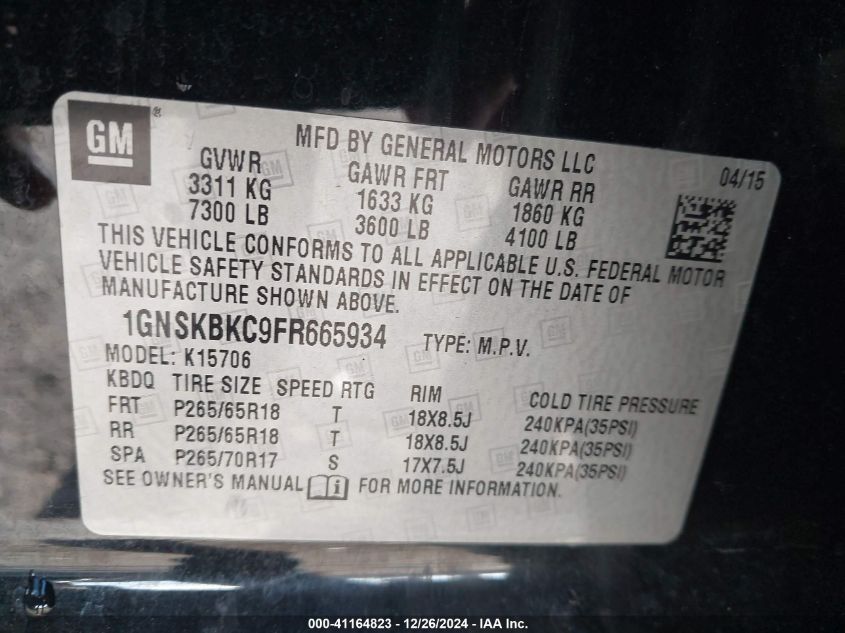 GM
MFD BY GENERAL MOTORS LLC
04/15
GVWR GAWR FRT GAWR RR
3311 KG 1633 KG 1860 KG
7300 LB 3600 LB 4100 LB
THIS VEHICLE CONFORMS TO ALL APPLICABLE U.S. FEDERAL MOTOR
VEHICLE SAFETY STANDARDS IN EFFECT ON THE DATE OF
MANUFACTURE SHOWN ABOVE.
1GNSKBKC9FR665934 TYPE: M.P.V.
MODEL: K15706
KBDQ TIRE SIZE SPEED RTG RIM COLD TIRE PRESSURE
FRT P265/65R18 T 18X8.5J 240KPA(35PSI)
RR P265/65R18 T 18X8.5J 240KPA(35PSI)
SPA P265/70R17 S 17X7.5J 240KPA(35PSI)
SEE OWNER'S MANUAL i FOR MORE INFORMATION.
000-41164823 - 12/26/2024 - IAA Inc.